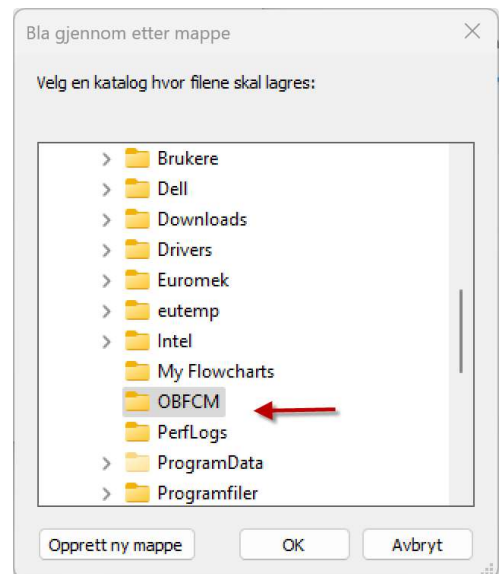 Bla gjennom etter mappe
Velg en katalog hvor filene skal lagres:
Brukere
Dell
Downloads
Drivers
Euromek
eutemp
Intel
My Flowcharts
OBFCM
PerfLogs
ProgramData
Programfiler
Opprett ny mappe OK Avbryt